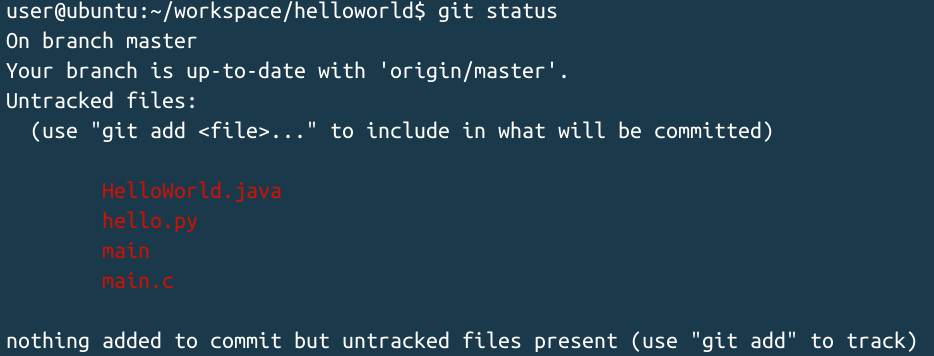 user@ubuntu:~/workspace/helloworld$ git status
On branch master
Your branch is up-to-date with 'origin/master'.
Untracked files:
  (use "git add <file>..." to include in what will be committed)

        HelloWorld.java
        hello.py
        main
        main.c

nothing added to commit but untracked files present (use "git add" to track)